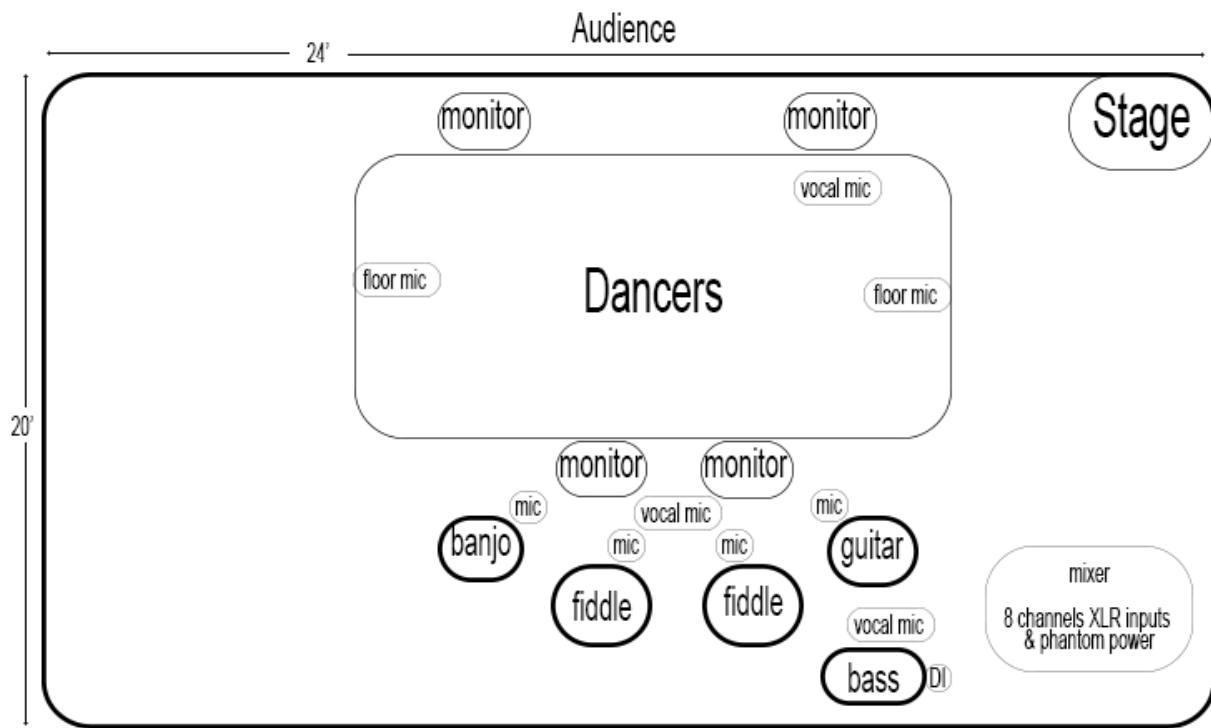 Audience
24'
monitor
monitor
Stage
vocal mic
floor mic
Dancers
floor mic
20'
monitor
monitor
mic
vocal mic
mic
banjo
mic
mic
guitar
fiddle
fiddle
mixer
8 channels XLR inputs
& phantom power
vocal mic
bass
DI